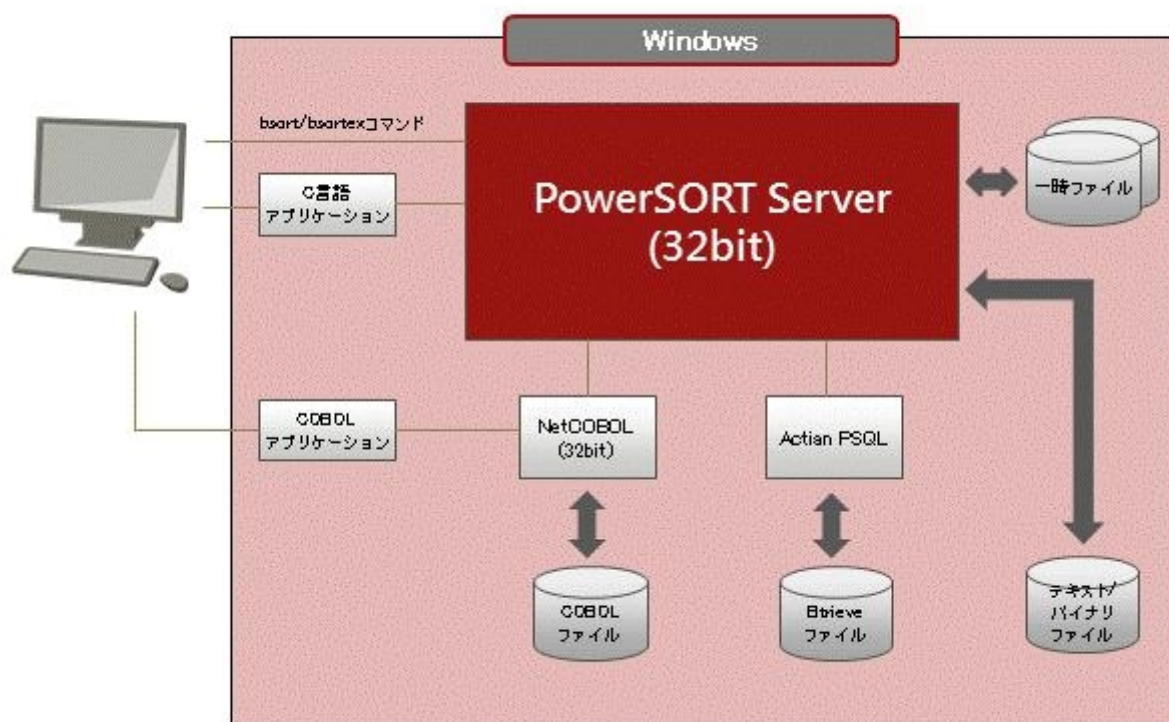 Windows
bsort/bsortexコマンド
C言語
アプリケーション
PowerSORT Server
(32bit)
一時ファイル
COBOL
アプリケーション
NetCOBOL
(32bit)
Actian PSQL
COBOL
ファイル
Btrieve
ファイル
テキスト/
バイナリ
ファイル